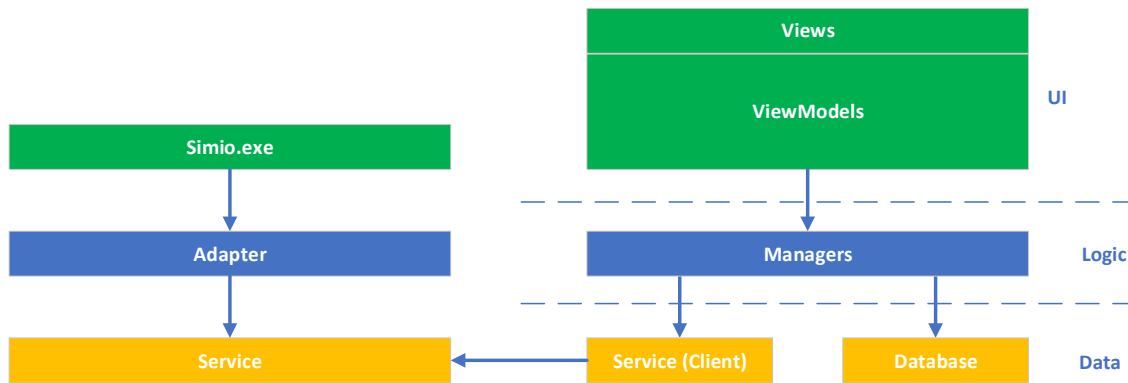 Views
ViewModels
UI
Simio.exe
Adapter
Managers
Logic
Service
Service (Client)
Database
Data